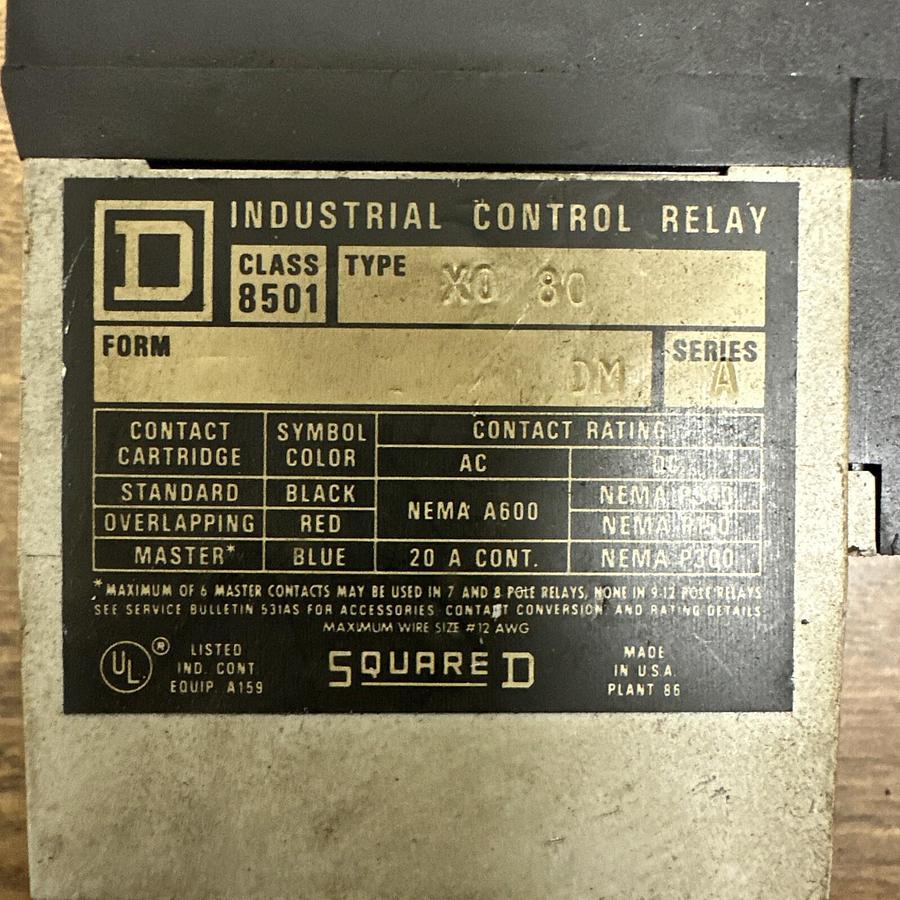 D
INDUSTRIAL CONTROL RELAY
CLASS
8501
TYPE XO 80
FORM DM
SERIES
A
CONTACT
CARTRIDGE
SYMBOL
COLOR
CONTACT RATING
AC DC
STANDARD BLACK NEMA A600 NEMA
OVERLAPPING RED NEMA
MASTER* BLUE 20 A CONT. NEMA P300
*MAXIMUM OF 6 MASTER CONTACTS MAY BE USED IN 7 AND 8 POLE RELAYS, NONE IN 9-12 POLE RELAYS
SEE SERVICE BULLETIN 531AS FOR ACCESSORIES, CONTACT CONVERSION AND RATING DETAILS
MAXIMUM WIRE SIZE #12 AWG
UL ®
LISTED
IND. CONT
EQUIP. A159
SQUARE D
MADE
IN U.S.A.
PLANT 86